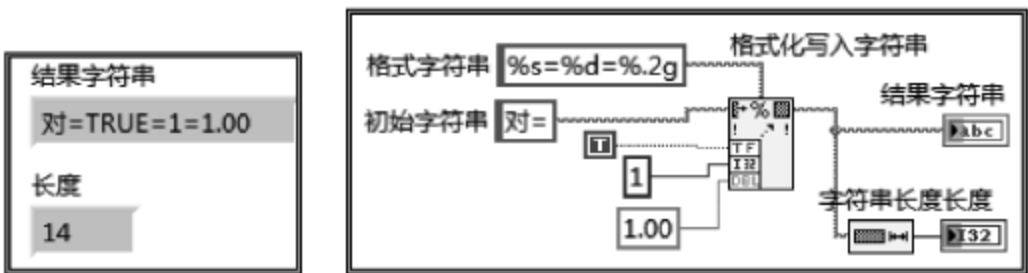 结果字符串
对=TRUE=1=1.00
长度
14
格式化写入字符串
格式字符串
%s=%d=%.2g
结果字符串
初始字符串
对=
% 
abc
T
TF
1
I32
DBL
字符串长度长度
1.00
I32